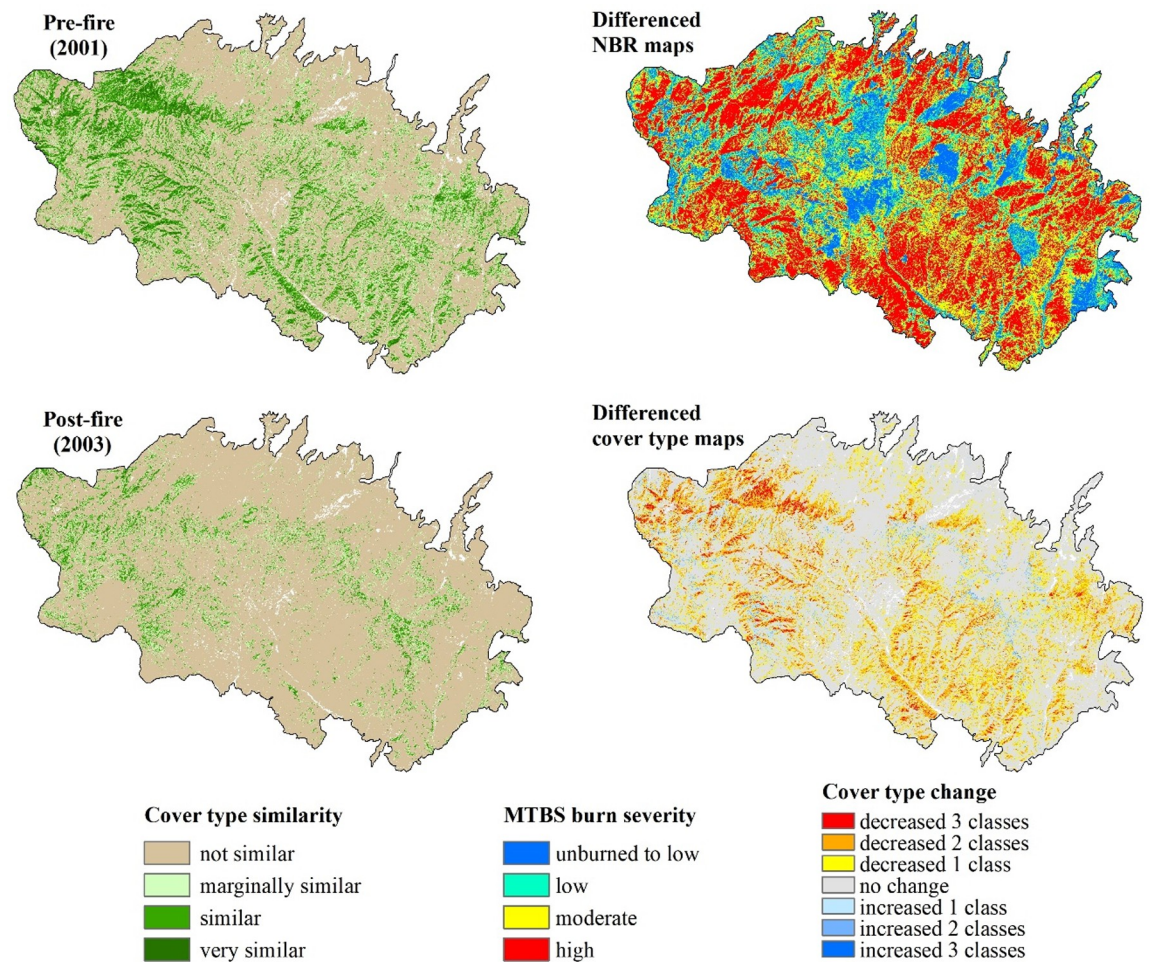 Pre-fire
(2001)
Differenced
NBR maps
Post-fire
(2003)
Differenced
cover type maps
Cover type similarity
not similar
marginally similar
similar
very similar
MTBS burn severity
unburned to low
low
moderate
high
Cover type change
decreased 3 classes
decreased 2 classes
decreased 1 class
no change
increased 1 class
increased 2 classes
increased 3 classes